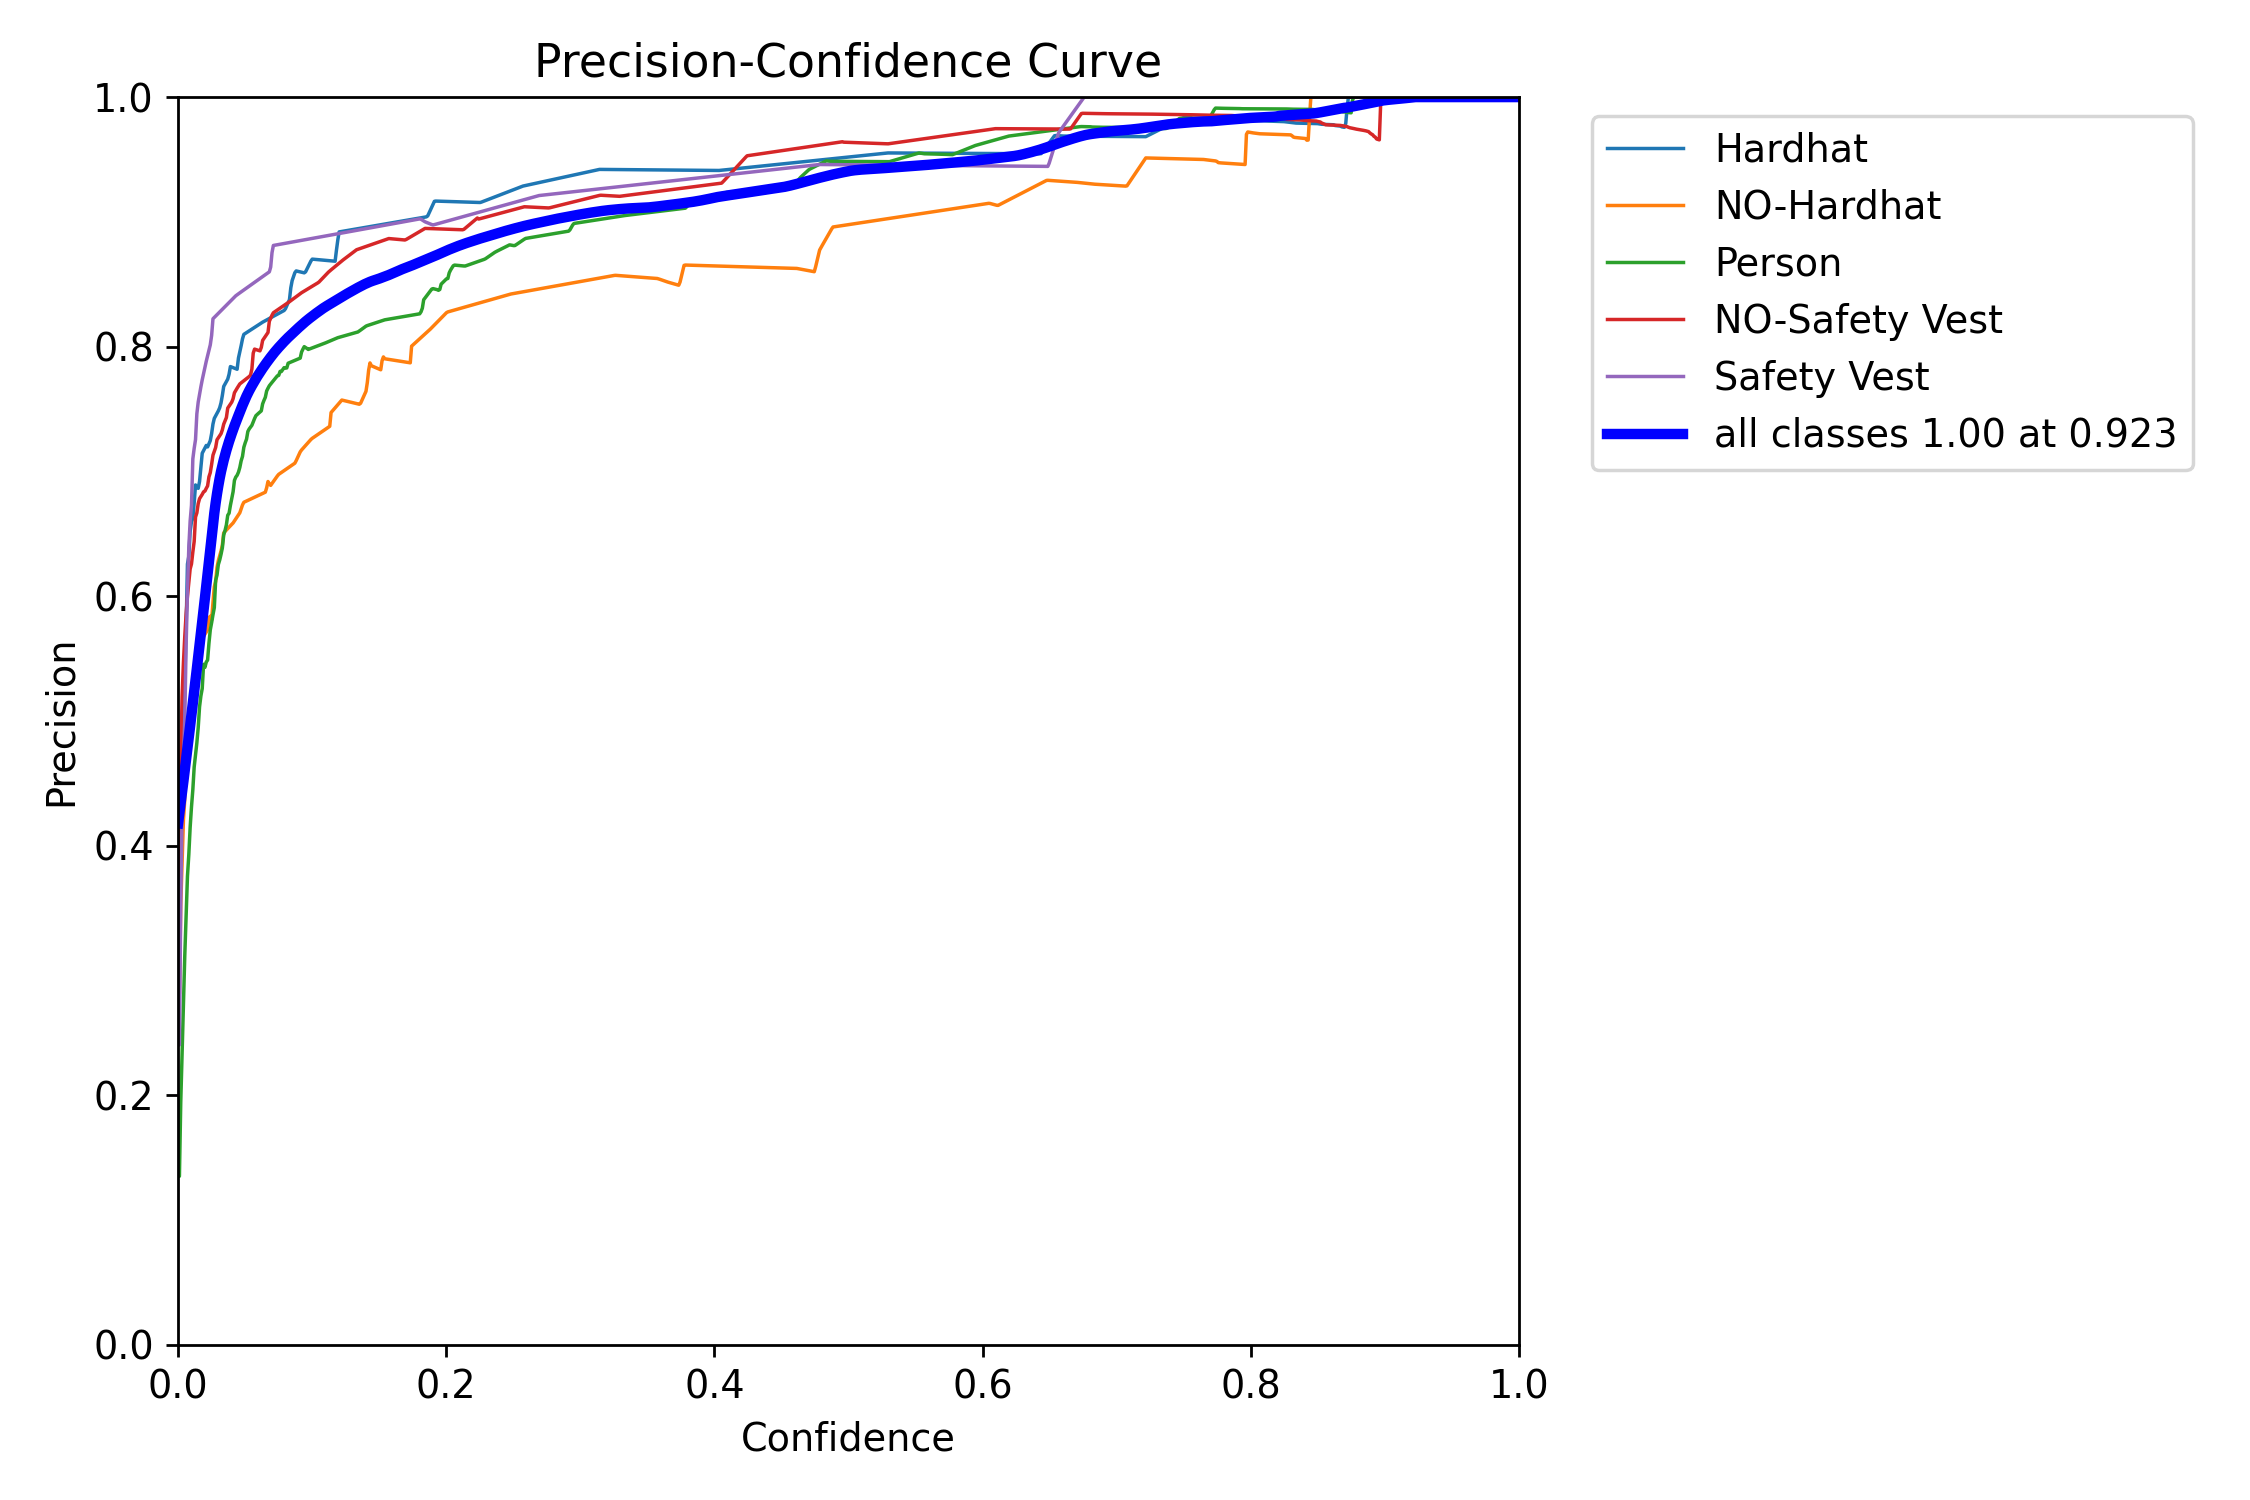 Precision-Confidence Curve
1.0
0.8
0.6
0.4
0.2
0.0
Precision
0.0 0.2 0.4 0.6 0.8 1.0
Confidence
Hardhat
NO-Hardhat
Person
NO-Safety Vest
Safety Vest
all classes 1.00 at 0.923